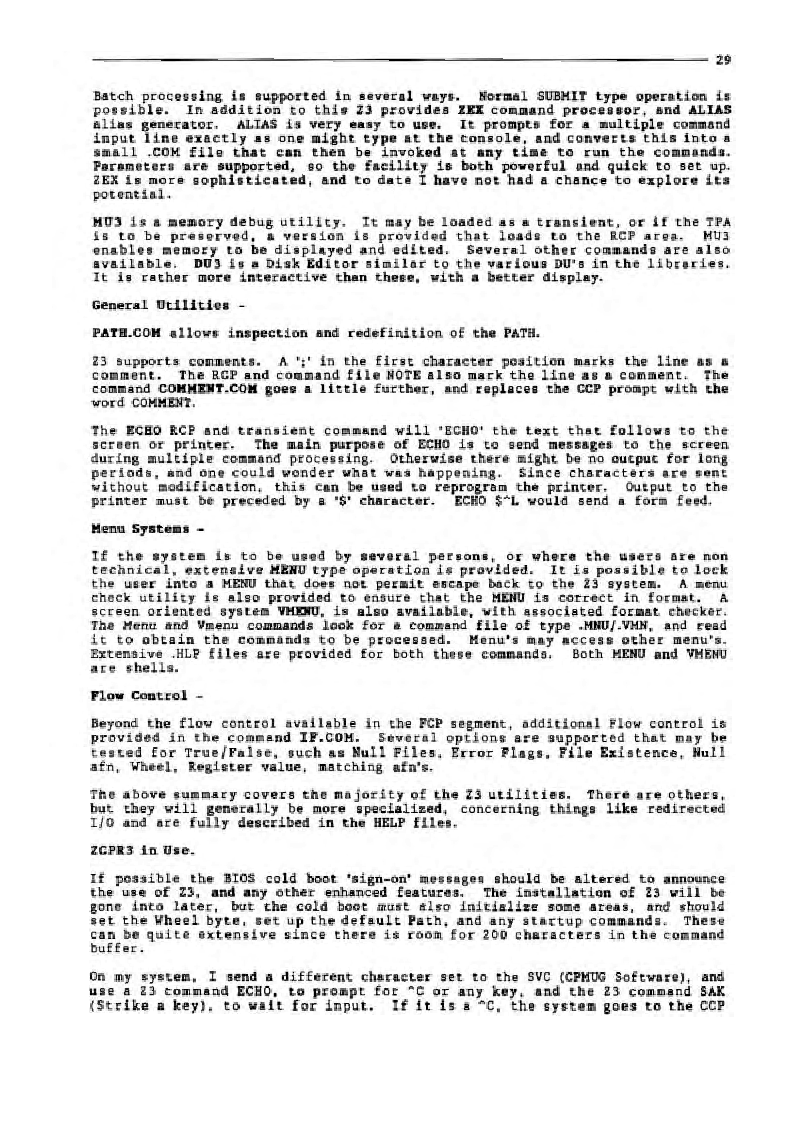 29
Batch processing is supported in several ways. Normal SUBMIT type operation is
possible. In addition to this Z3 provides ZEX command processor, and ALIAS
alias generator. ALIAS is very easy to use. It prompts for a multiple command
input line exactly as one might type at the console, and converts this into a
small .COM file that can then be invoked at any time to run the commands.
Parameters are supported, so the facility is both powerful and quick to set up.
ZEX is more sophisticated, and to date I have not had a chance to explore its
potential.
MU3 is a memory debug utility. It may be loaded as a transient, or if the TPA
is to be preserved, a version is provided that loads to the RCP area. MU3
enables memory to be displayed and edited. Several other commands are also
available. DU3 is a Disk Editor similar to the various DU's in the libraries.
It is rather more interactive than these, with a better display.
General Utilities -
PATH.COM allows inspection and redefinition of the PATH.
Z3 supports comments. A ';' in the first character position marks the line as a
comment. The RCP and command file NOTE also mark the line as a comment. The
command COMMENT.COM goes a little further, and replaces the CCP prompt with the
word COMMENT.
The ECHO RCP and transient command will 'ECHO' the text that follows to the
screen or printer. The main purpose of ECHO is to send messages to the screen
during multiple command processing. Otherwise there might be no output for long
periods, and one could wonder what was happening. Since characters are sent
without modification, this can be used to reprogram the printer. Output to the
printer must be preceded by a '$' character. ECHO $^L would send a form feed.
Menu Systems -
If the system is to be used by several persons, or where the users are non
technical, extensive MENU type operation is provided. It is possible to lock
the user into a MENU that does not permit escape back to the Z3 system. A menu
check utility is also provided to ensure that the MENU is correct in format. A
screen oriented system VMENU, is also available, with associated format checker.
The Menu and Vmenu commands look for a command file of type .MNU/.VMN, and read
it to obtain the commands to be processed. Menu's may access other menu's.
Extensive .HLP files are provided for both these commands. Both MENU and VMENU
are shells.
Flow Control -
Beyond the flow control available in the FCP segment, additional Flow control is
provided in the command IF.COM. Several options are supported that may be
tested for True/False, such as Null Files, Error Flags, File Existence, Null
afn, Wheel, Register value, matching afn's.
The above summary covers the majority of the Z3 utilities. There are others,
but they will generally be more specialized, concerning things like redirected
I/O and are fully described in the HELP files.
ZCPR3 in Use.
If possible the BIOS cold boot 'sign-on' messages should be altered to announce
the use of Z3, and any other enhanced features. The installation of Z3 will be
gone into later, but the cold boot must also initialize some areas, and should
set the Wheel byte, set up the default Path, and any startup commands. These
can be quite extensive since there is room for 200 characters in the command
buffer.
On my system, I send a different character set to the SVC (CPMUG Software), and
use a Z3 command ECHO, to prompt for ^C or any key, and the Z3 command SAK
(Strike a key), to wait for input. If it is a ^C, the system goes to the CCP